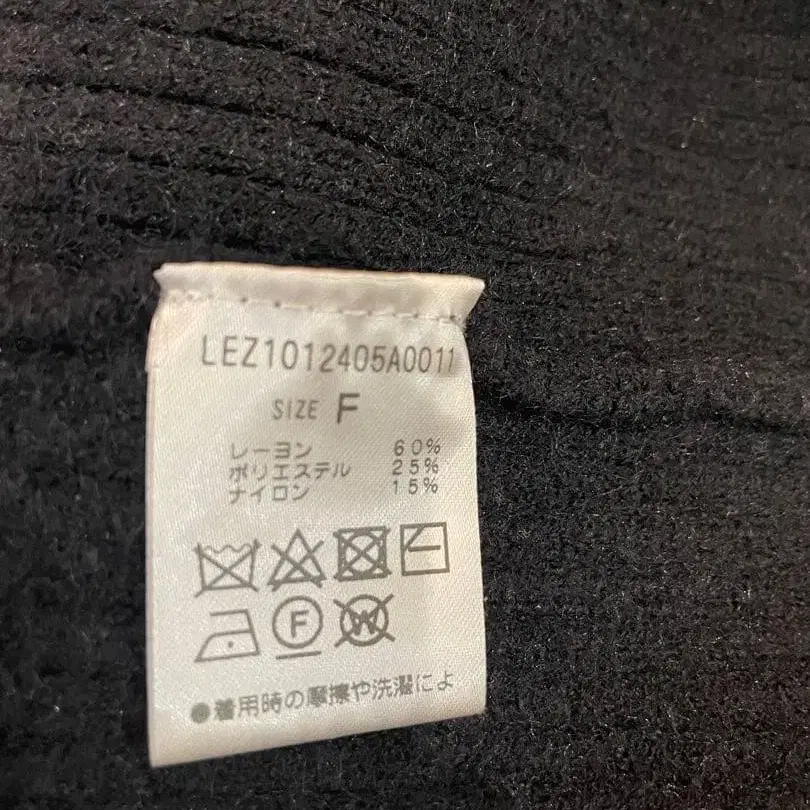 LEZ1012405A0011
SIZE F
レーヨン 60%
ポリエステル 25%
ナイロン 15%
F W
●着用時の摩擦や洗濯によ